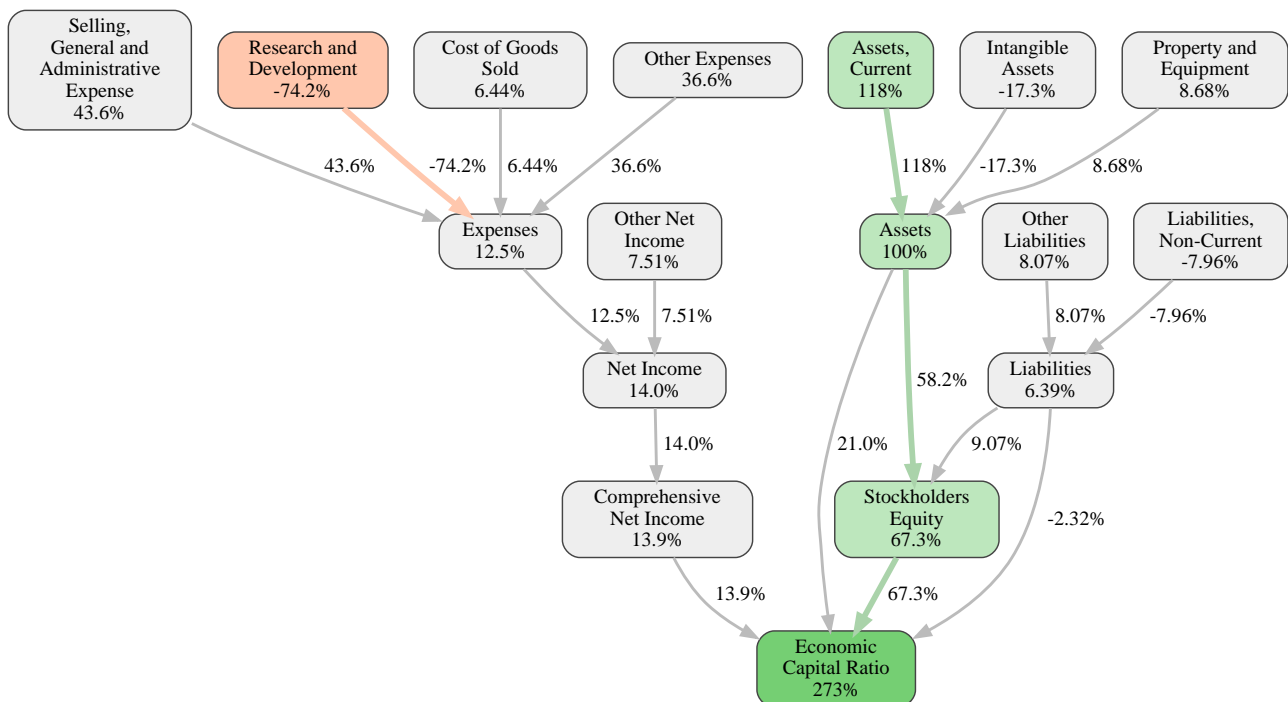 Selling,
General and
Administrative
Expense
43.6%
Research and
Development
-74.2%
Cost of Goods
Sold
6.44%
Other Expenses
36.6%
Assets,
Current
118%
Intangible
Assets
-17.3%
Property and
Equipment
8.68%
43.6%
-74.2%
6.44%
36.6%
118%
-17.3%
8.68%
Expenses
12.5%
Other Net
Income
7.51%
Assets
100%
Other
Liabilities
8.07%
Liabilities,
Non-Current
-7.96%
12.5%
7.51%
8.07%
-7.96%
Net Income
14.0%
58.2%
Liabilities
6.39%
14.0%
21.0%
9.07%
Comprehensive
Net Income
13.9%
Stockholders
Equity
67.3%
-2.32%
13.9%
67.3%
Economic
Capital Ratio
273%